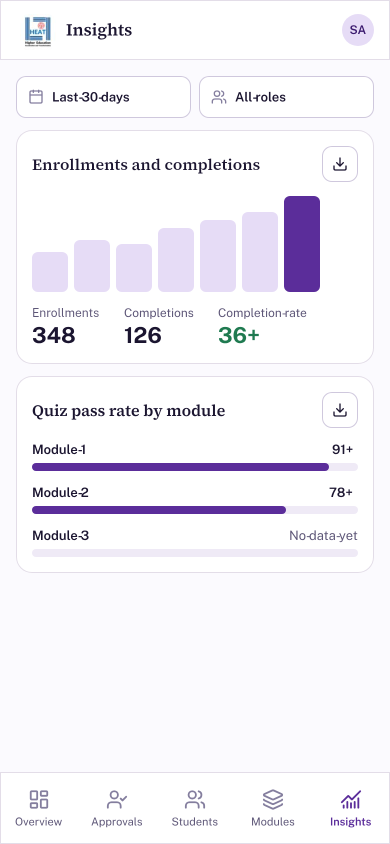 HEAT
Insights
SA
Last-30-days
All-roles
Enrollments and completions
Enrollments
Completions
Completion-rate
348
126
36+
Quiz pass rate by module
Module-1
91+
Module-2
78+
Module-3
No-data-yet
Overview
Approvals
Students
Modules
Insights